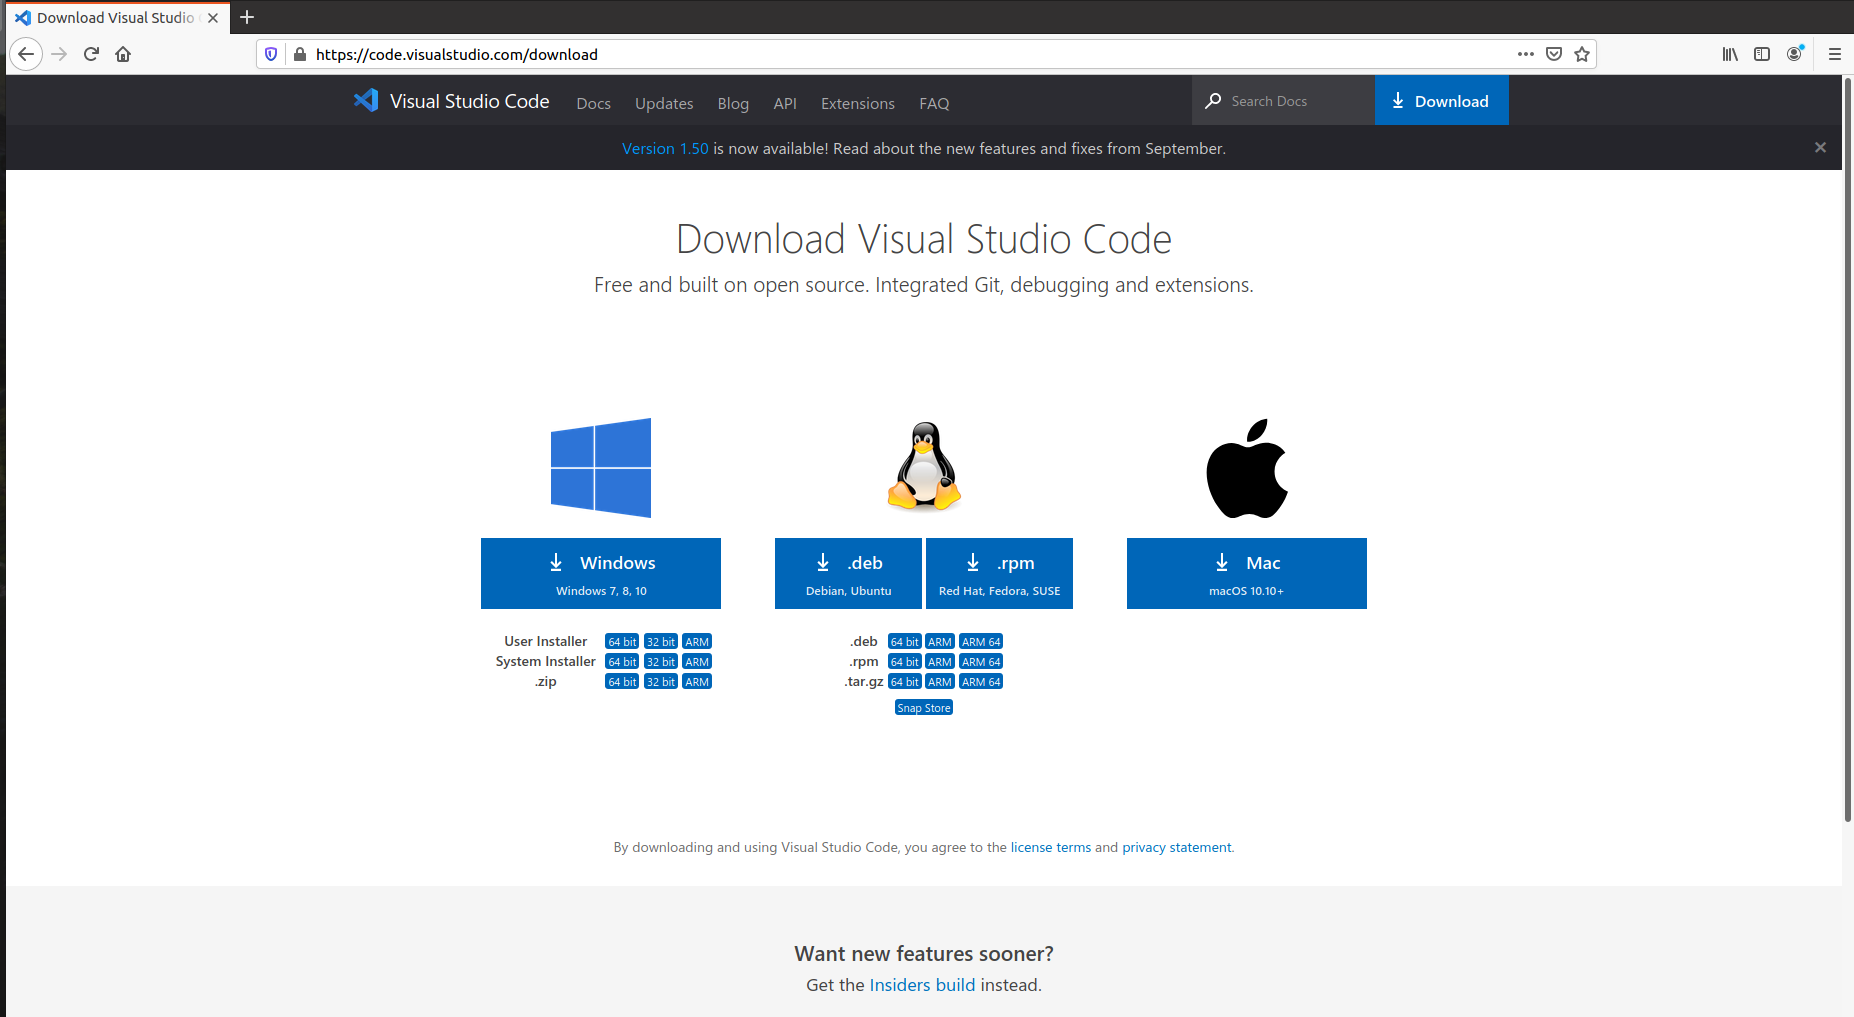 Download Visual Studio
https://code.visualstudio.com/download
Visual Studio Code Docs Updates Blog API Extensions FAQ Search Docs Download
Version 1.50 is now available! Read about the new features and fixes from September.
Download Visual Studio Code
Free and built on open source. Integrated Git, debugging and extensions.
Windows
Windows 7, 8, 10
User Installer 64 bit 32 bit ARM
System Installer 64 bit 32 bit ARM
.zip 64 bit 32 bit ARM
.deb
Debian, Ubuntu
.rpm
Red Hat, Fedora, SUSE
.deb 64 bit ARM ARM 64
.rpm 64 bit ARM ARM 64
.tar.gz 64 bit ARM ARM 64
Snap Store
Mac
macOS 10.10+
By downloading and using Visual Studio Code, you agree to the license terms and privacy statement.
Want new features sooner?
Get the Insiders build instead.